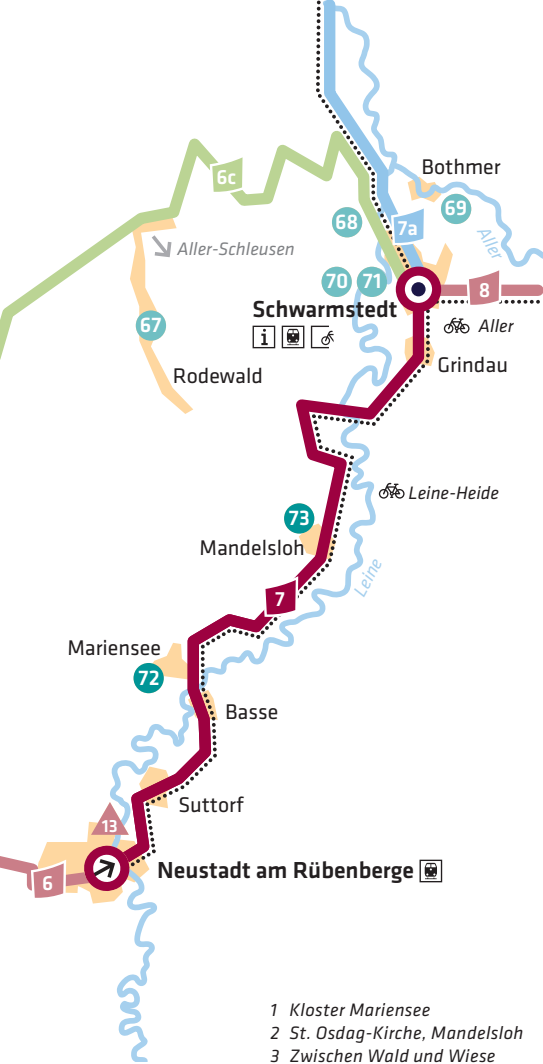 Bothmer
6c
69
68
7a
Aller
Aller-Schleusen
70
71
8
Schwarmstedt
Aller
67
i
Grindau
Rodewald
Leine-Heide
73
Mandelsloh
Leine
7
Mariensee
72
Basse
Suttorf
13
Neustadt am Rübenberge
6
1 Kloster Mariensee
2 St. Osdag-Kirche, Mandelsloh
3 Zwischen Wald und Wiese